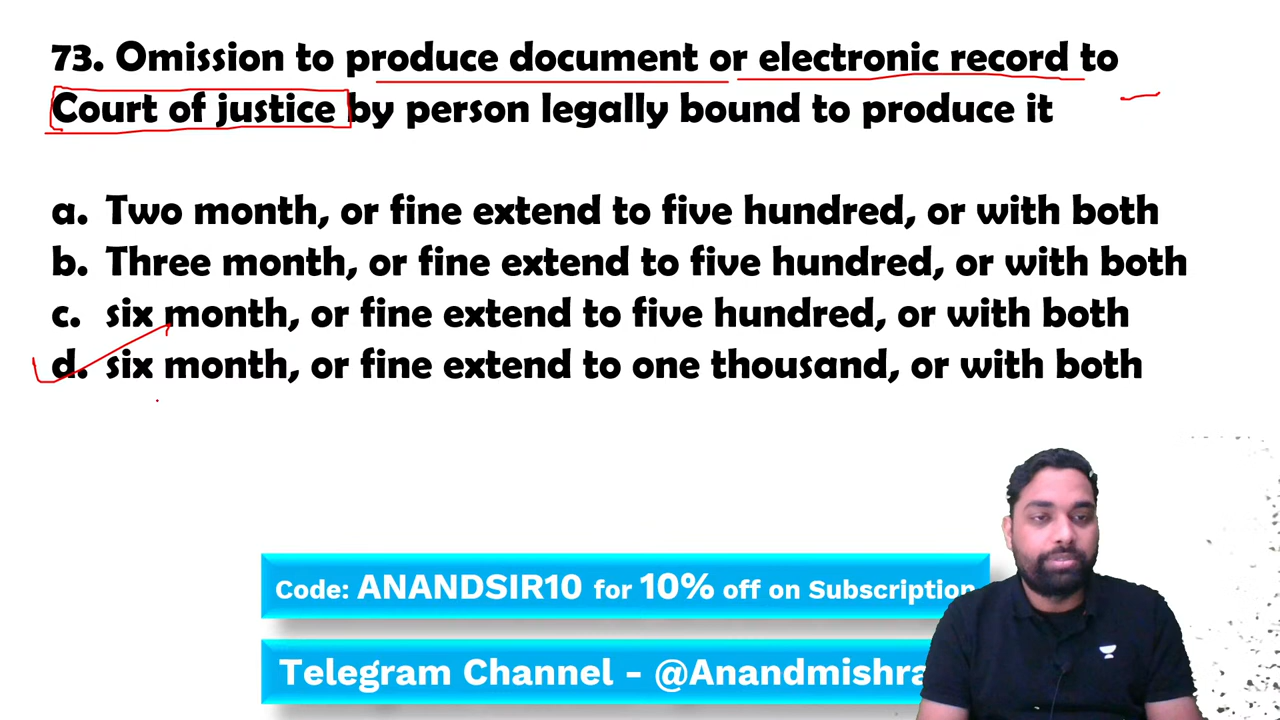 73. Omission to produce document or electronic record to
Court of justice by person legally bound to produce it
a. Two month, or fine extend to five hundred, or with both
b. Three month, or fine extend to five hundred, or with both
c. six month, or fine extend to five hundred, or with both
d. six month, or fine extend to one thousand, or with both
Code: ANANDSIR10 for 10% off on Subscription
Telegram Channel - @Anandmishra